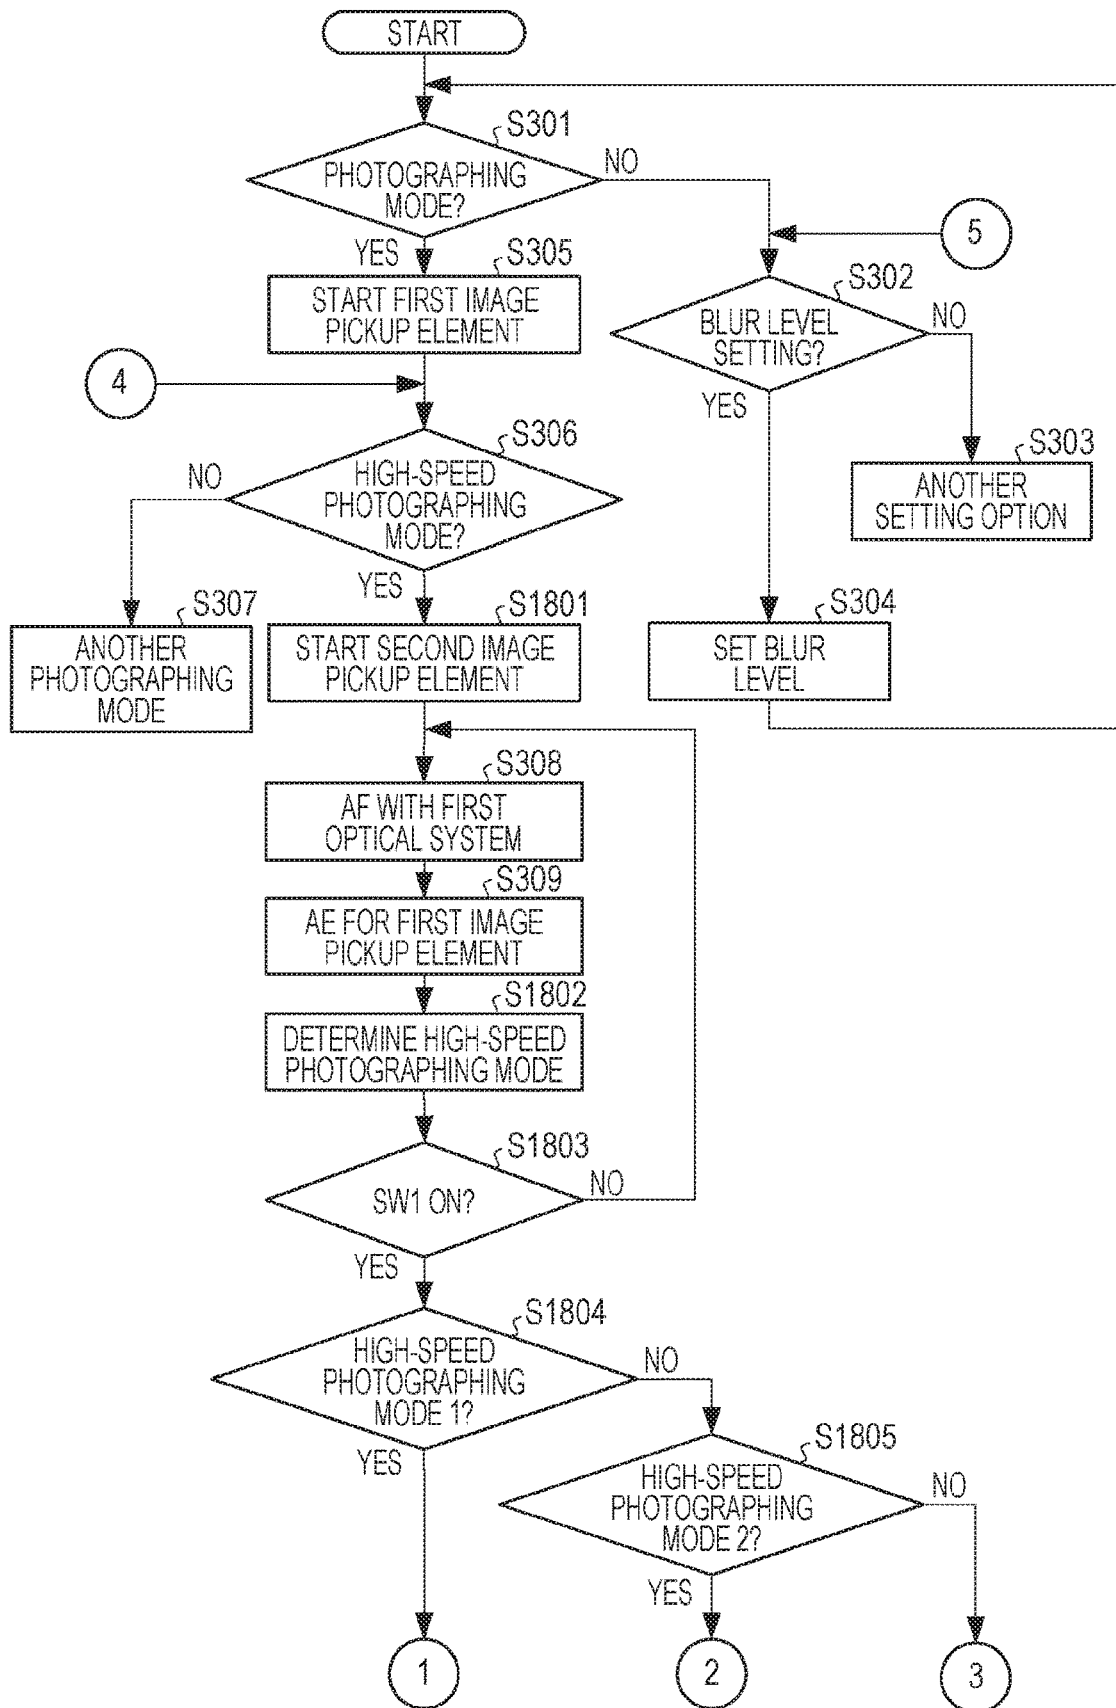 START
S301
PHOTOGRAPHING
MODE?
NO
YES
S305
START FIRST IMAGE
PICKUP ELEMENT
5
S302
BLUR LEVEL
SETTING?
NO
YES
4
S306
HIGH-SPEED
PHOTOGRAPHING
MODE?
NO
YES
S303
ANOTHER
SETTING OPTION
S307
ANOTHER
PHOTOGRAPHING
MODE
S1801
START SECOND IMAGE
PICKUP ELEMENT
S304
SET BLUR
LEVEL
S308
AF WITH FIRST
OPTICAL SYSTEM
S309
AE FOR FIRST IMAGE
PICKUP ELEMENT
S1802
DETERMINE HIGH-SPEED
PHOTOGRAPHING MODE
S1803
SW1 ON?
NO
YES
S1804
HIGH-SPEED
PHOTOGRAPHING
MODE 1?
NO
YES
S1805
HIGH-SPEED
PHOTOGRAPHING
MODE 2?
NO
YES
1
2
3